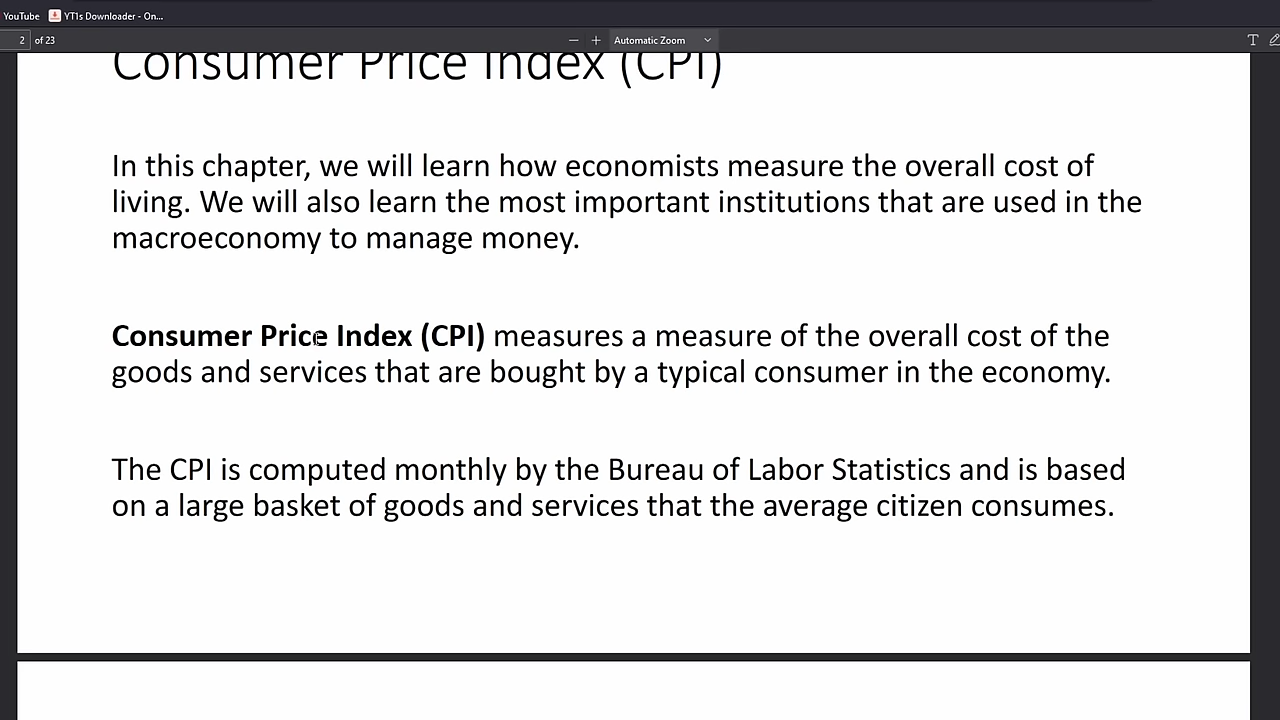 YouTube YT1s Downloader - On...
2 of 23 Automatic Zoom
Consumer Price Index (CPI)
In this chapter, we will learn how economists measure the overall cost of
living. We will also learn the most important institutions that are used in the
macroeconomy to manage money.
Consumer Price Index (CPI) measures a measure of the overall cost of the
goods and services that are bought by a typical consumer in the economy.
The CPI is computed monthly by the Bureau of Labor Statistics and is based
on a large basket of goods and services that the average citizen consumes.